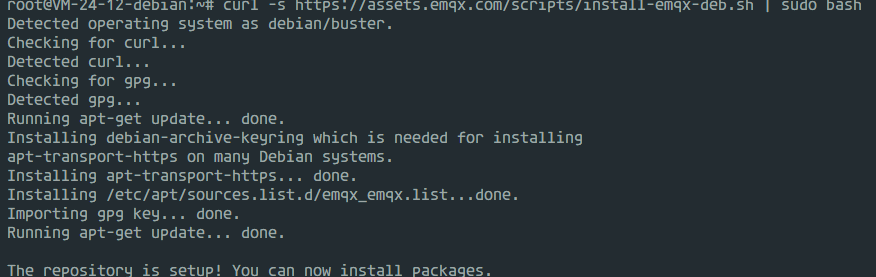 root@VM-24-12-debian:~# curl -s https://assets.emqx.com/scripts/install-emqx-deb.sh | sudo bash
Detected operating system as debian/buster.
Checking for curl...
Detected curl...
Checking for gpg...
Detected gpg...
Running apt-get update... done.
Installing debian-archive-keyring which is needed for installing
apt-transport-https on many Debian systems.
Installing apt-transport-https... done.
Installing /etc/apt/sources.list.d/emqx_emqx.list...done.
Importing gpg key... done.
Running apt-get update... done.
The repository is setup! You can now install packages.